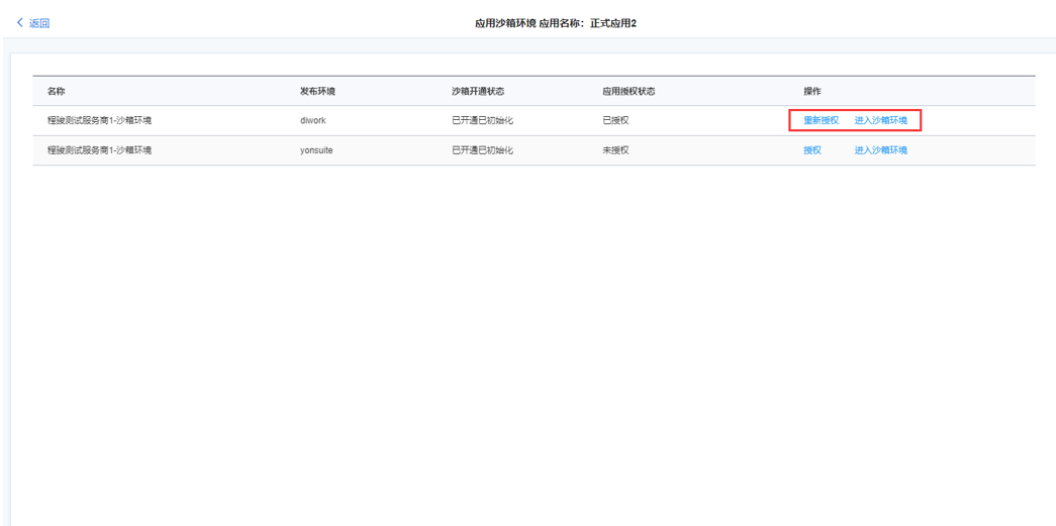 返回
应用沙箱环境 应用名称：正式应用2
名称 发布环境 沙箱开通状态 应用授权状态 操作
程骏测试服务商1-沙箱环境 diwork 已开通已初始化 已授权 重新授权 进入沙箱环境
程骏测试服务商1-沙箱环境 yonsuite 已开通已初始化 未授权 授权 进入沙箱环境